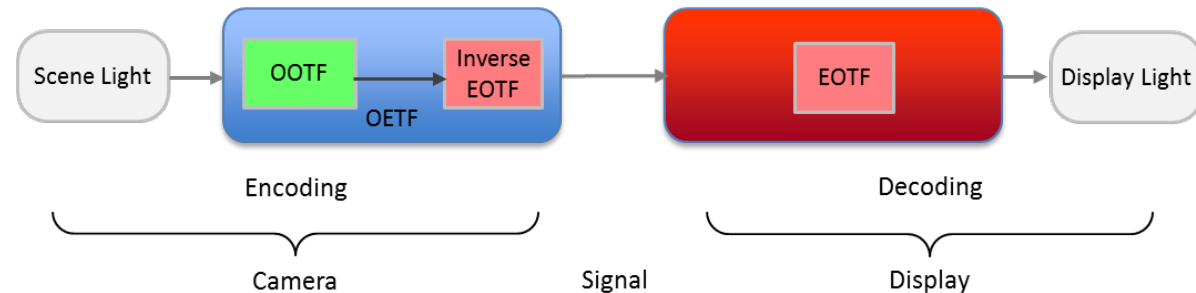 Scene Light
OOTF
Inverse
EOTF
OETF
EOTF
Display Light
Encoding
Decoding
Camera
Signal
Display